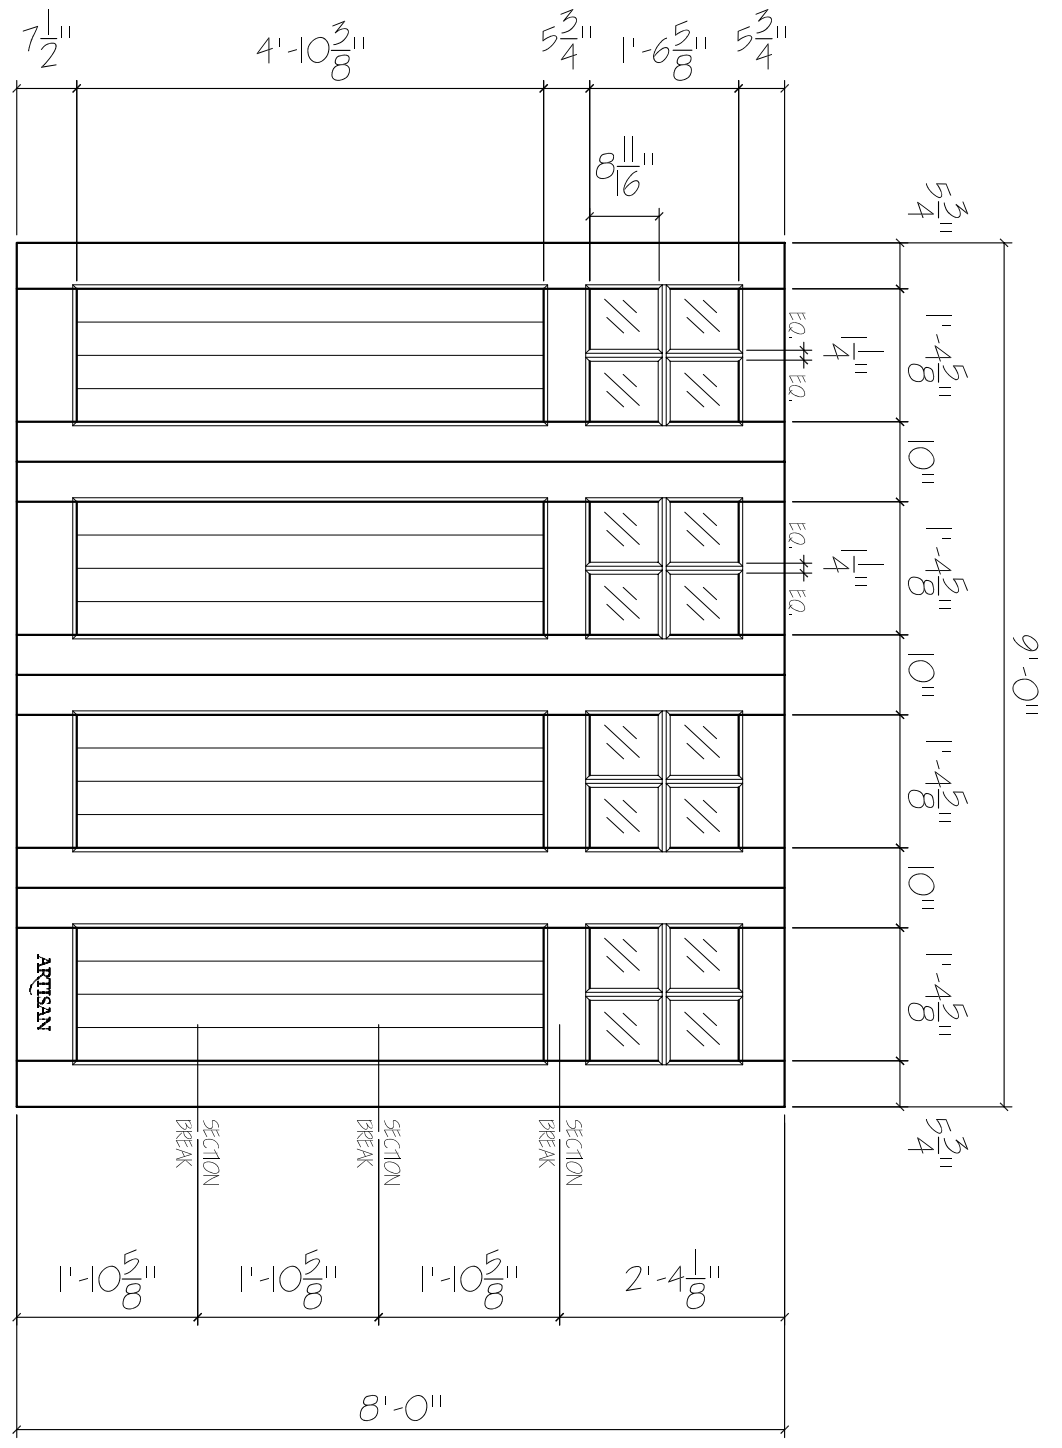 7 1/2"
4'-10 3/8"
5 3/4"
1'-6 5/8"
5 3/4"
8 11/16"
5 3/4"
1'-4 5/8"
10"
1'-4 5/8"
10"
1'-4 5/8"
10"
1'-4 5/8"
5 3/4"
9'-0"
EQ.
1 1/4"
EQ.
EQ.
1 1/4"
EQ.
ARTISAN
SECTION
BREAK
SECTION
BREAK
SECTION
BREAK
1'-10 5/8"
1'-10 5/8"
1'-10 5/8"
2'-4 1/8"
8'-0"